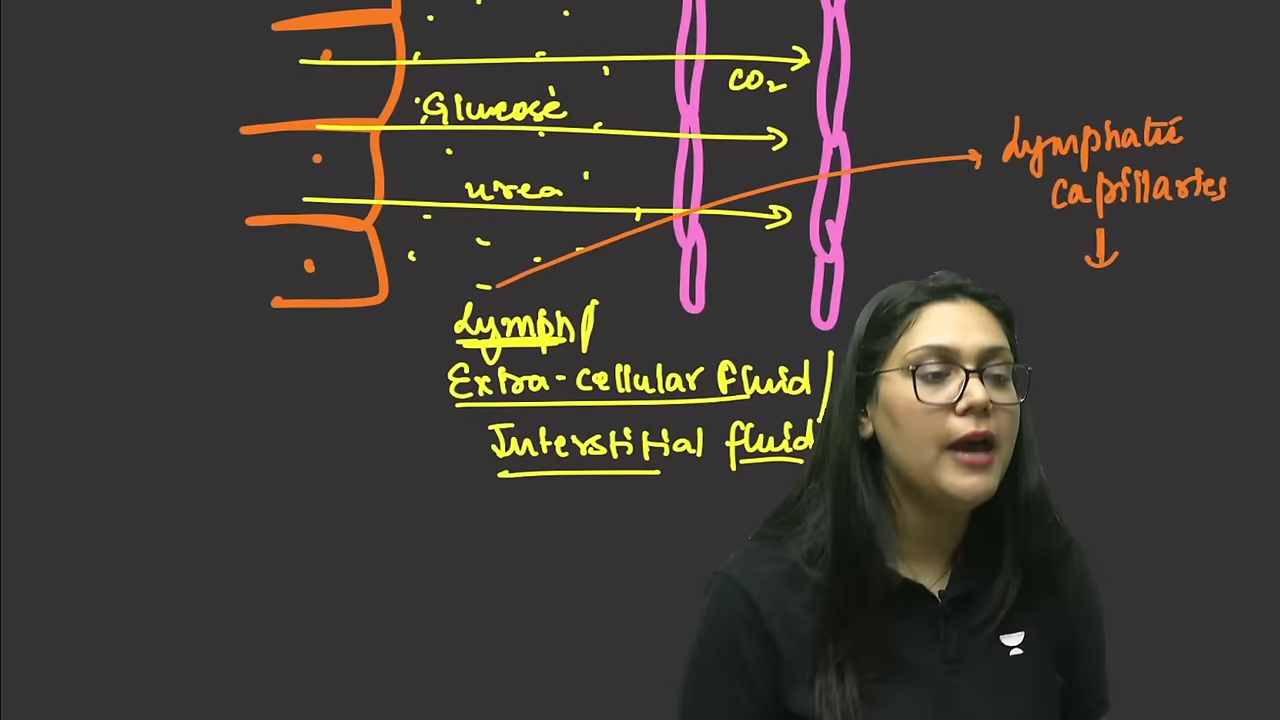 CO₂
Glucose
urea
Lymphatic
capillaries
Lymph/
Extra-cellular fluid/
Interstitial fluid